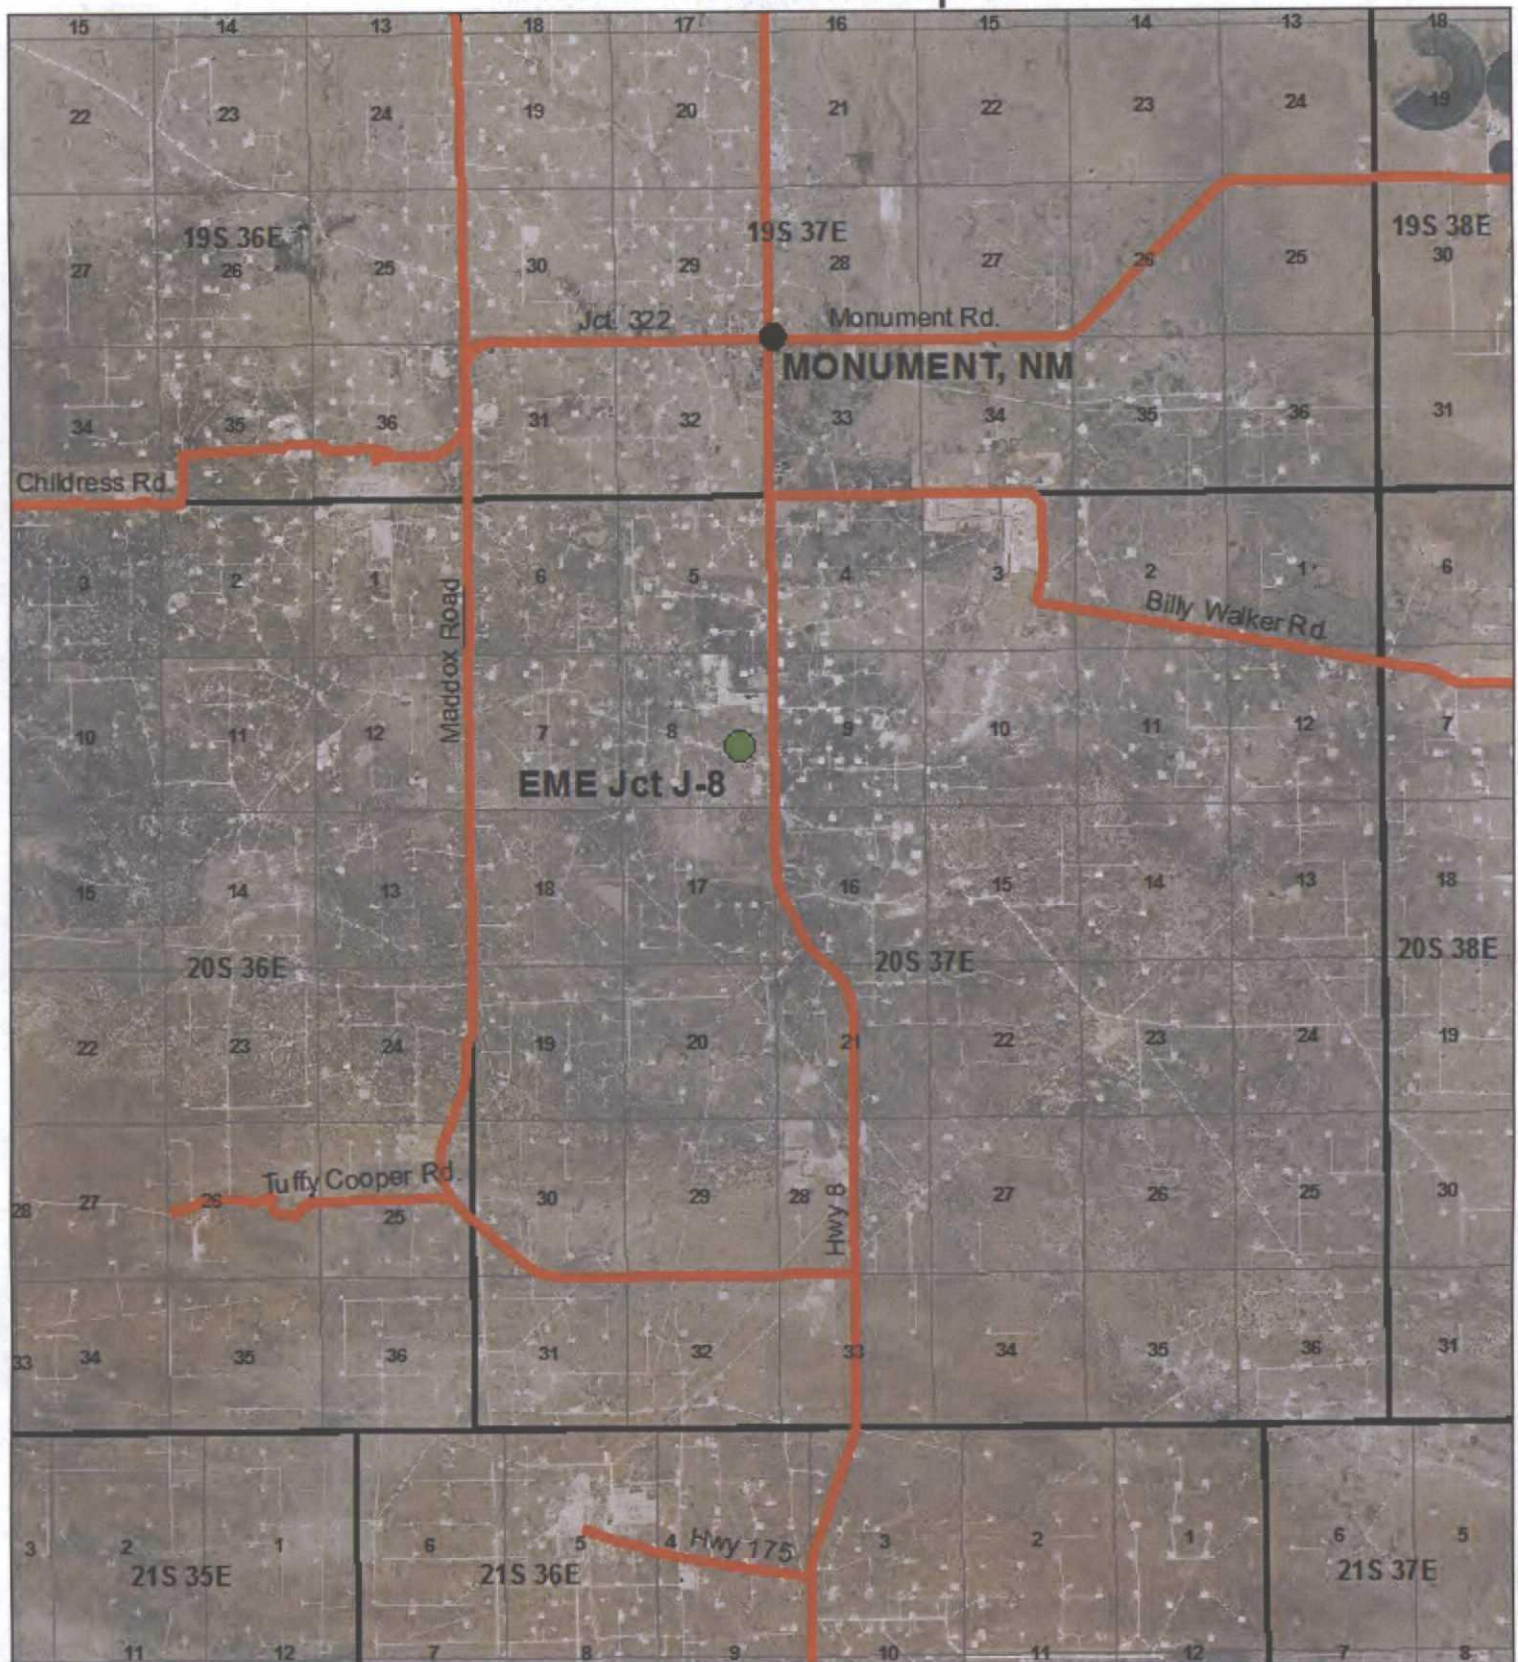 15 14 13 18 17 16 15 14 13 18
22 23 24 19 20 21 22 23 24 19
19S 36E 19S 37E 19S 38E
27 26 25 30 29 28 27 26 25 30
Jct. 322 Monument Rd.
MONUMENT, NM
34 35 36 31 32 33 34 35 36 31
Childress Rd.
3 2 1 6 5 4 3 2 1 6
Maddox Road
Billy Walker Rd.
10 11 12 7 8 9 10 11 12 7
EME Jct J-8
15 14 13 18 17 16 15 14 13 18
20S 36E 20S 37E 20S 38E
22 23 24 19 20 21 22 23 24 19
Tuffy Cooper Rd.
28 27 26 25 30 29 28 27 26 25 30
Hwy 8
33 34 35 36 31 32 33 34 35 36 31
3 2 1 6 5 4 3 2 1 6 5
Hwy 175
21S 35E 21S 36E 21S 37E
11 12 7 8 9 10 11 12 7 8